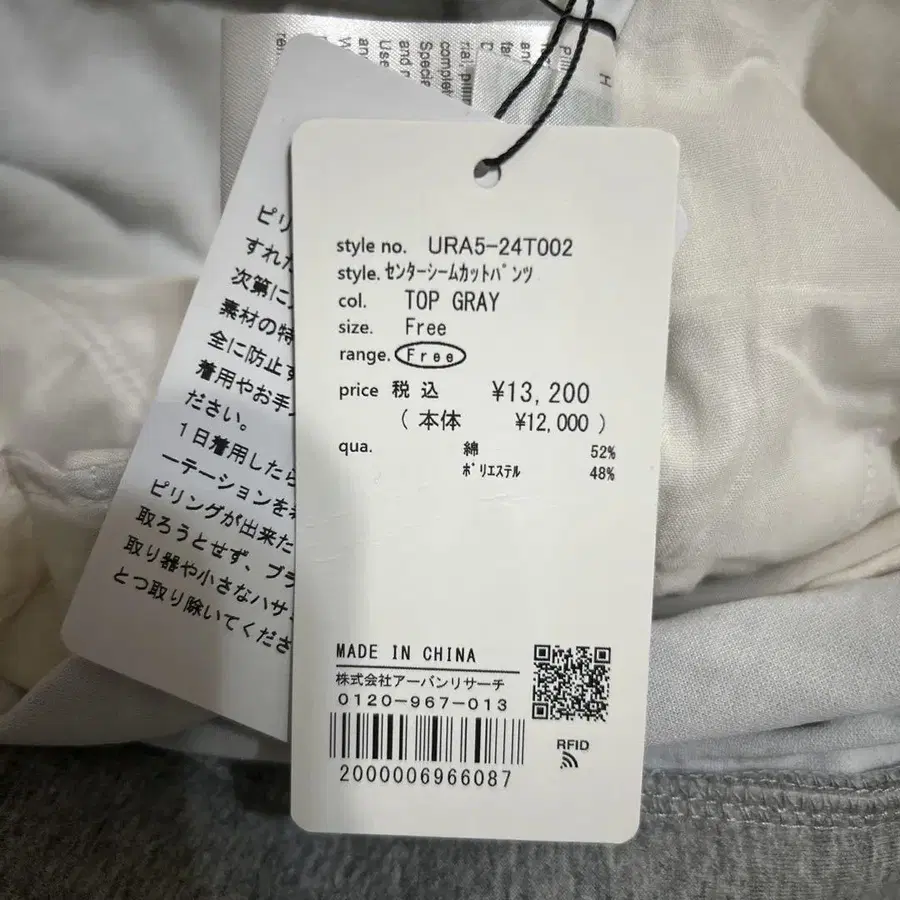 style no. URA5-24T002
style. ｾﾝﾀｰｼｰﾑｶｯﾄﾊﾟﾝﾂ
col. TOP GRAY
size. Free
range. Free
price 税込 ¥13,200
( 本体 ¥12,000 )
qua. 綿 52%
ﾎﾟﾘｴｽﾃﾙ 48%
MADE IN CHINA
株式会社アーバンリサーチ
0120-967-013
2000006966087
RFID
ピリ
すれた
次第に
素材の特
全に防止す
着用やお手
ださい。
1日着用したら
ーテーションを
ピリングが出来た
取ろうとせず、ブラ
取り器や小さなハサ
とつ取り除いてくださ
complet
Specia
and
Use